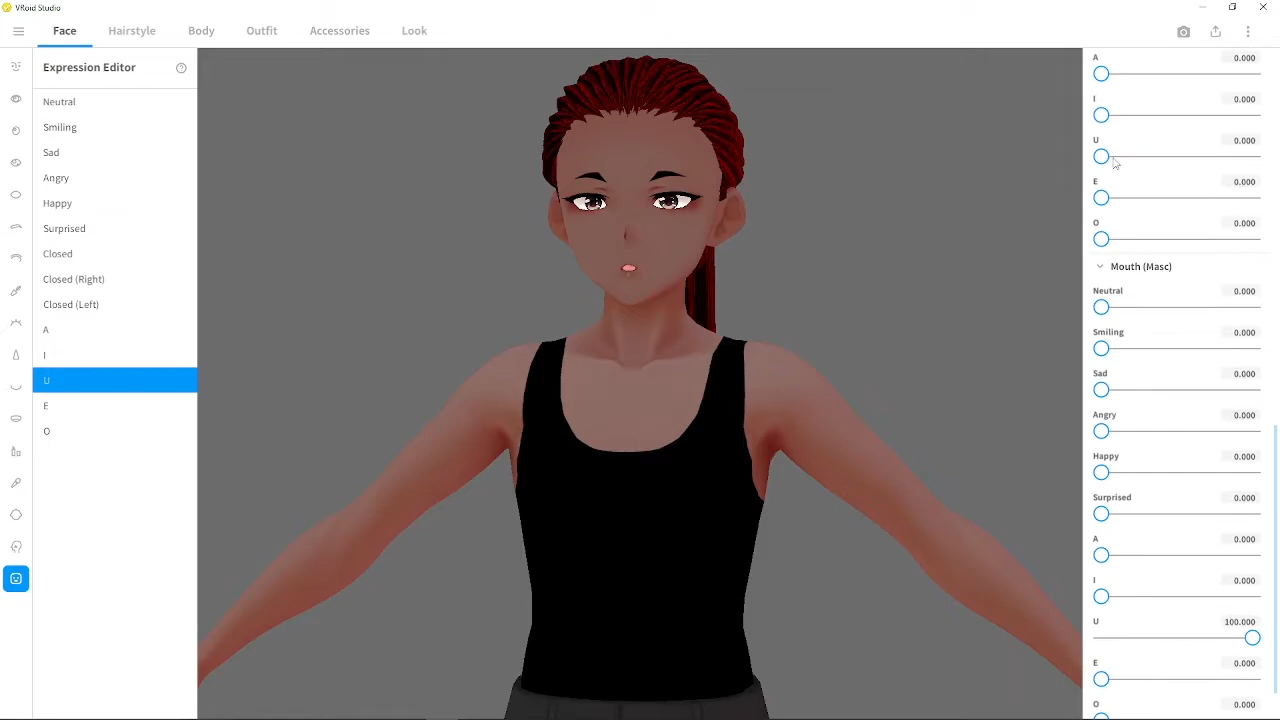 VRoid Studio
Face Hairstyle Body Outfit Accessories Look
Expression Editor
Neutral
Smiling
Sad
Angry
Happy
Surprised
Closed
Closed (Right)
Closed (Left)
A
I
U
E
O
A 0.000
I 0.000
U 0.000
E 0.000
O 0.000
Mouth (Masc)
Neutral 0.000
Smiling 0.000
Sad 0.000
Angry 0.000
Happy 0.000
Surprised 0.000
A 0.000
I 0.000
U 100.000
E 0.000
O 0.000